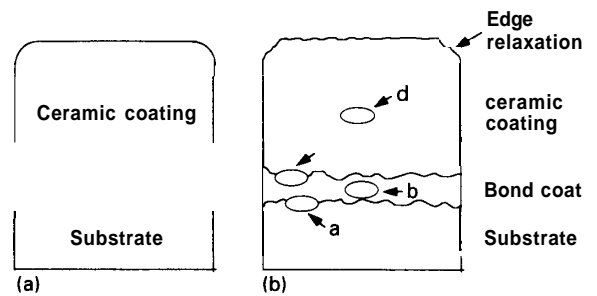 Ceramic coating
Substrate
(a)
Edge
relaxation
d
ceramic
coating
b
Bond coat
a
Substrate
(b)